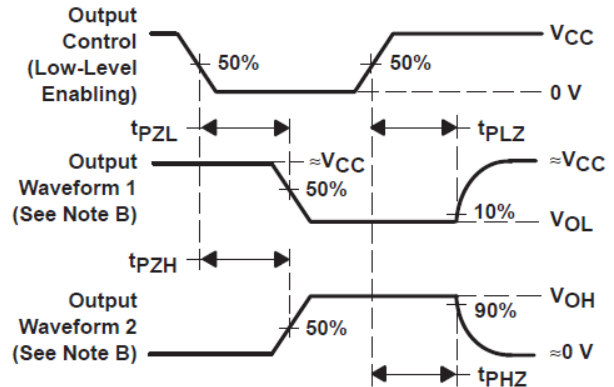 Output
Control
(Low-Level
Enabling)
50%
50%
VCC
0 V
tPZL
tPLZ
Output
Waveform 1
(See Note B)
≈VCC
50%
10%
≈VCC
VOL
tPZH
Output
Waveform 2
(See Note B)
50%
90%
VOH
≈0 V
tPHZ